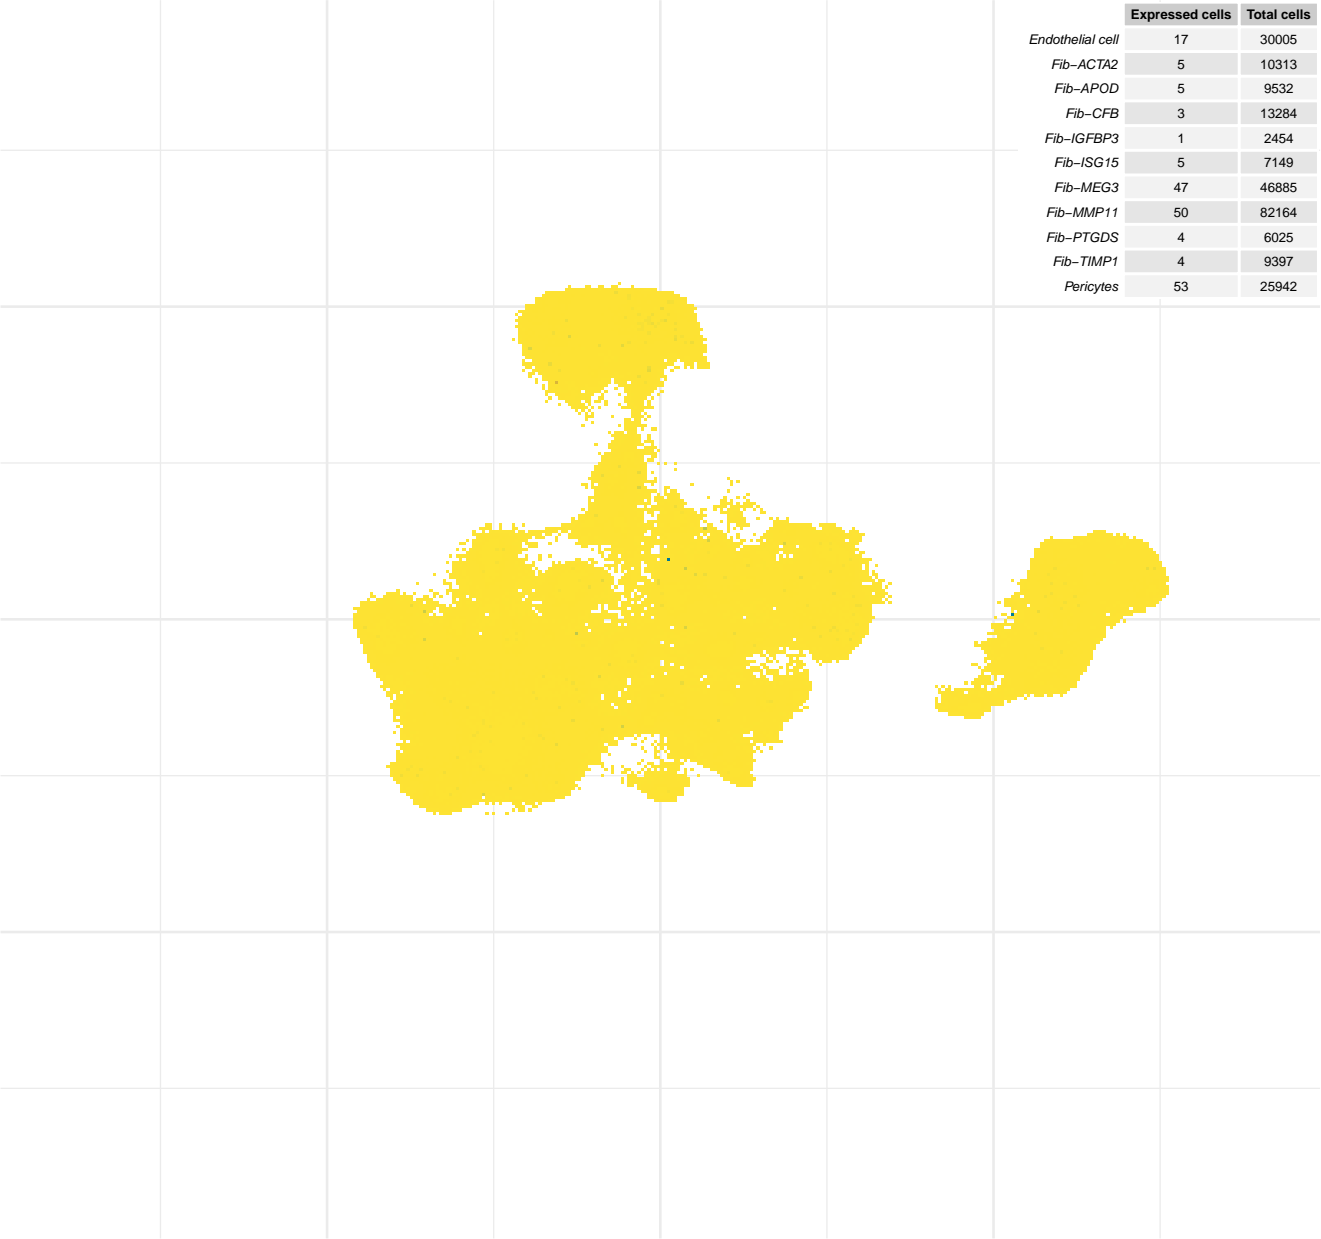 Expressed cells Total cells
Endothelial cell 17 30005
Fib−ACTA2 5 10313
Fib−APOD 5 9532
Fib−CFB 3 13284
Fib−IGFBP3 1 2454
Fib−ISG15 5 7149
Fib−MEG3 47 46885
Fib−MMP11 50 82164
Fib−PTGDS 4 6025
Fib−TIMP1 4 9397
Pericytes 53 25942